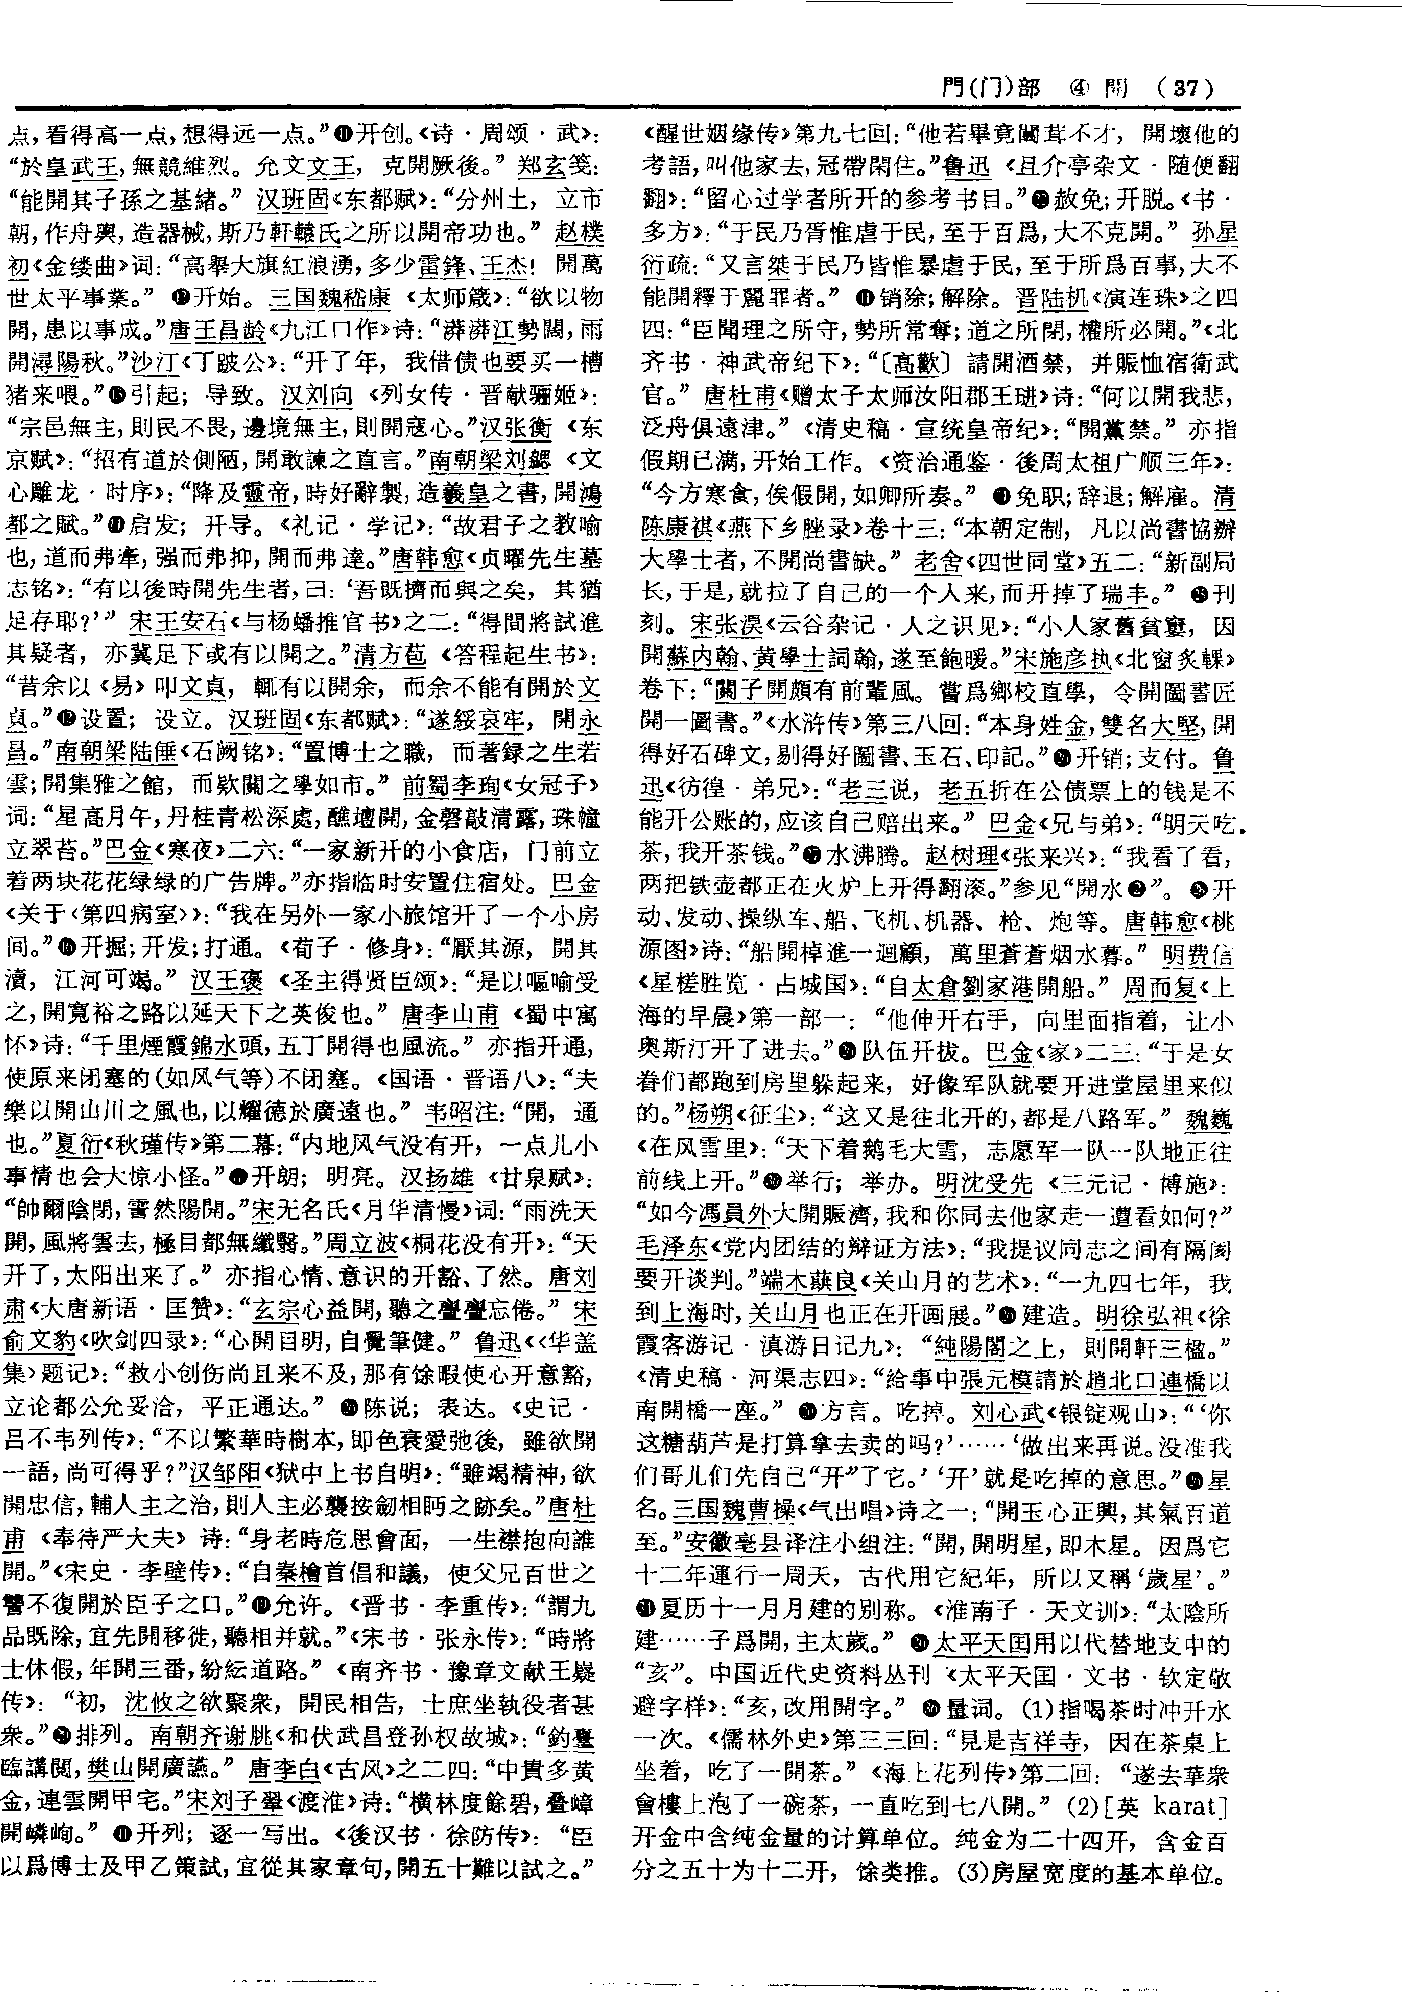 門(门)部 ④ 開 (37)
点,看得高一点,想得远一点。”⓫开创。《诗·周颂·武》:
“於皇武王,無競維烈。允文文王,克開厥後。”郑玄笺:
“能開其子孫之基緒。”汉班固《东都赋》:“分州土,立市
朝,作舟輿,造器械,斯乃軒轅氏之所以開帝功也。”赵樸
初《金缕曲》词:“高舉大旗紅浪湧,多少雷鋒、王杰!開萬
世太平事業。”⓬开始。三国魏嵇康《太师箴》:“欲以物
開,患以事成。”唐王昌龄《九江口作》诗:“漭漭江勢闊,雨
開潯陽秋。”沙汀《丁跛公》:“开了年,我借债也要买一槽
猪来喂。”⓭引起;导致。汉刘向《列女传·晋献骊姬》:
“宗邑無主,則民不畏,邊境無主,則開寇心。”汉张衡《东
京赋》:“招有道於側陋,開敢諫之直言。”南朝梁刘勰《文
心雕龙·时序》:“降及靈帝,時好辭製,造羲皇之書,開鴻
都之賦。”⓮启发;开导。《礼记·学记》:“故君子之教喻
也,道而弗牽,强而弗抑,開而弗達。”唐韩愈《贞曜先生墓
志铭》:“有以後時開先生者,曰:‘吾既擠而與之矣,其猶
足存耶?’”宋王安石《与杨蟠推官书》之二:“得間將試進
其疑者,亦冀足下或有以開之。”清方苞《答程起生书》:
“昔余以《易》叩文貞,輒有以開余,而余不能有開於文
貞。”⓯设置;设立。汉班固《东都赋》:“遂綏哀牢,開永
昌。”南朝梁陆倕《石阙铭》:“置博士之職,而著録之生若
雲;開集雅之館,而欵關之學如市。”前蜀李珣《女冠子》
词:“星高月午,丹桂青松深處,醮壇開,金磬敲清露,珠幢
立翠苔。”巴金《寒夜》二六:“一家新开的小食店,门前立
着两块花花绿绿的广告牌。”亦指临时安置住宿处。巴金
《关于〈第四病室〉》:“我在另外一家小旅馆开了一个小房
间。”⓰开掘;开发;打通。《荀子·修身》:“厭其源,開其
瀆,江河可竭。”汉王褒《圣主得贤臣颂》:“是以嘔喻受
之,開寬裕之路以延天下之英俊也。”唐李山甫《蜀中寓
怀》诗:“千里煙霞錦水頭,五丁開得也風流。”亦指开通,
使原来闭塞的(如风气等)不闭塞。《国语·晋语八》:“夫
樂以開山川之風也,以耀德於廣遠也。”韦昭注:“開,通
也。”夏衍《秋瑾传》第二幕:“内地风气没有开,一点儿小
事情也会大惊小怪。”⓱开朗;明亮。汉扬雄《甘泉赋》:
“帥爾陰閉,霅然陽開。”宋无名氏《月华清慢》词:“雨洗天
開,風將雲去,極目都無纖翳。”周立波《桐花没有开》:“天
开了,太阳出来了。”亦指心情、意识的开豁、了然。唐刘
肃《大唐新语·匡赞》:“玄宗心益開,聽之亹亹忘倦。”宋
俞文豹《吹剑四录》:“心開目明,自覺筆健。”鲁迅《〈华盖
集〉题记》:“救小创伤尚且来不及,那有馀暇使心开意豁,
立论都公允妥洽,平正通达。”⓲陈说;表达。《史记·
吕不韦列传》:“不以繁華時樹本,即色衰愛弛後,雖欲開
一語,尚可得乎?”汉邹阳《狱中上书自明》:“雖竭精神,欲
開忠信,輔人主之治,則人主必襲按劒相眄之跡矣。”唐杜
甫《奉待严大夫》诗:“身老時危思會面,一生襟抱向誰
開。”《宋史·李壁传》:“自秦檜首倡和議,使父兄百世之
讐不復開於臣子之口。”⓳允许。《晋书·李重传》:“謂九
品既除,宜先開移徙,聽相并就。”《宋书·张永传》:“時將
士休假,年開三番,紛紜道路。”《南齐书·豫章文献王嶷
传》:“初,沈攸之欲聚衆,開民相告,士庶坐執役者甚
衆。”⓴排列。南朝齐谢朓《和伏武昌登孙权故城》:“釣臺
臨講閲,樊山開廣讌。”唐李白《古风》之二四:“中貴多黄
金,連雲開甲宅。”宋刘子翚《渡淮》诗:“横林度餘碧,叠嶂
開嶙峋。”㉑开列;逐一写出。《後汉书·徐防传》:“臣
以爲博士及甲乙策試,宜從其家章句,開五十難以試之。”
《醒世姻缘传》第九七回:“他若畢竟闒茸不才,開壞他的
考語,叫他家去,冠帶閑住。”鲁迅《且介亭杂文·随便翻
翻》:“留心过学者所开的参考书目。”㉒赦免;开脱。《书·
多方》:“于民乃胥惟虐于民,至于百爲,大不克開。”孙星
衍疏:“又言桀于民乃皆惟暴虐于民,至于所爲百事,大不
能開釋于麗罪者。”㉓销除;解除。晋陆机《演连珠》之四
四:“臣聞理之所守,勢所常奪;道之所閉,權所必開。”《北
齐书·神武帝纪下》:“〔高歡〕請開酒禁,并賑恤宿衛武
官。”唐杜甫《赠太子太师汝阳郡王琎》诗:“何以開我悲,
泛舟俱遠津。”《清史稿·宣统皇帝纪》:“開黨禁。”亦指
假期已满,开始工作。《资治通鉴·後周太祖广顺三年》:
“今方寒食,俟假開,如卿所奏。”㉔免职;辞退;解雇。清
陈康祺《燕下乡脞录》卷十三:“本朝定制,凡以尚書協辦
大學士者,不開尚書缺。”老舍《四世同堂》五二:“新副局
长,于是,就拉了自己的一个人来,而开掉了瑞丰。”㉕刊
刻。宋张淏《云谷杂记·人之识见》:“小人家舊貧窶,因
開蘇内翰、黄學士詞翰,遂至飽暖。”宋施彦执《北窗炙輠》
卷下:“闕子開頗有前輩風。嘗爲鄉校直學,令開圖書匠
開一圖書。”《水浒传》第三八回:“本身姓金,雙名大堅,開
得好石碑文,剔得好圖書、玉石、印記。”㉖开销;支付。鲁
迅《彷徨·弟兄》:“老三说,老五折在公债票上的钱是不
能开公账的,应该自己赔出来。”巴金《兄与弟》:“明天吃
茶,我开茶钱。”㉗水沸腾。赵树理《张来兴》:“我看了看,
两把铁壶都正在火炉上开得翻滚。”参见“開水❷”。㉘开
动、发动、操纵车、船、飞机、机器、枪、炮等。唐韩愈《桃
源图》诗:“船開棹進一迴顧,萬里蒼蒼烟水暮。”明费信
《星槎胜览·占城国》:“自太倉劉家港開船。”周而复《上
海的早晨》第一部一:“他伸开右手,向里面指着,让小
奥斯汀开了进去。”㉙队伍开拔。巴金《家》二三:“于是女
眷们都跑到房里躲起来,好像军队就要开进堂屋里来似
的。”杨朔《征尘》:“这又是往北开的,都是八路军。”魏巍
《在风雪里》:“天下着鹅毛大雪,志愿军一队一队地正往
前线上开。”㉚举行;举办。明沈受先《三元记·博施》:
“如今馮員外大開賑濟,我和你同去他家走一遭看如何?”
毛泽东《党内团结的辩证方法》:“我提议同志之间有隔阂
要开谈判。”端木蕻良《关山月的艺术》:“一九四七年,我
到上海时,关山月也正在开画展。”㉛建造。明徐弘祖《徐
霞客游记·滇游日记九》:“純陽閣之上,則開軒三楹。”
《清史稿·河渠志四》:“給事中張元模請於趙北口連橋以
南開橋一座。”㉜方言。吃掉。刘心武《银锭观山》:“‘你
这糖葫芦是打算拿去卖的吗?’……‘做出来再说。没准我
们哥儿们先自己“开”了它。’‘开’就是吃掉的意思。”㉝星
名。三国魏曹操《气出唱》诗之一:“開玉心正興,其氣百道
至。”安徽亳县译注小组注:“開,開明星,即木星。因爲它
十二年運行一周天,古代用它紀年,所以又稱‘歲星’。”
㉞夏历十一月月建的别称。《淮南子·天文训》:“太陰所
建……子爲開,主太歲。”㉟太平天囯用以代替地支中的
“亥”。中国近代史资料丛刊《太平天囯·文书·钦定敬
避字样》:“亥,改用開字。”㊱量词。(1)指喝茶时冲开水
一次。《儒林外史》第三三回:“見是吉祥寺,因在茶桌上
坐着,吃了一開茶。”《海上花列传》第二回:“遂去華衆
會樓上泡了一碗茶,一直吃到七八開。”(2)[英 karat]
开金中含纯金量的计算单位。纯金为二十四开,含金百
分之五十为十二开,馀类推。(3)房屋宽度的基本单位。